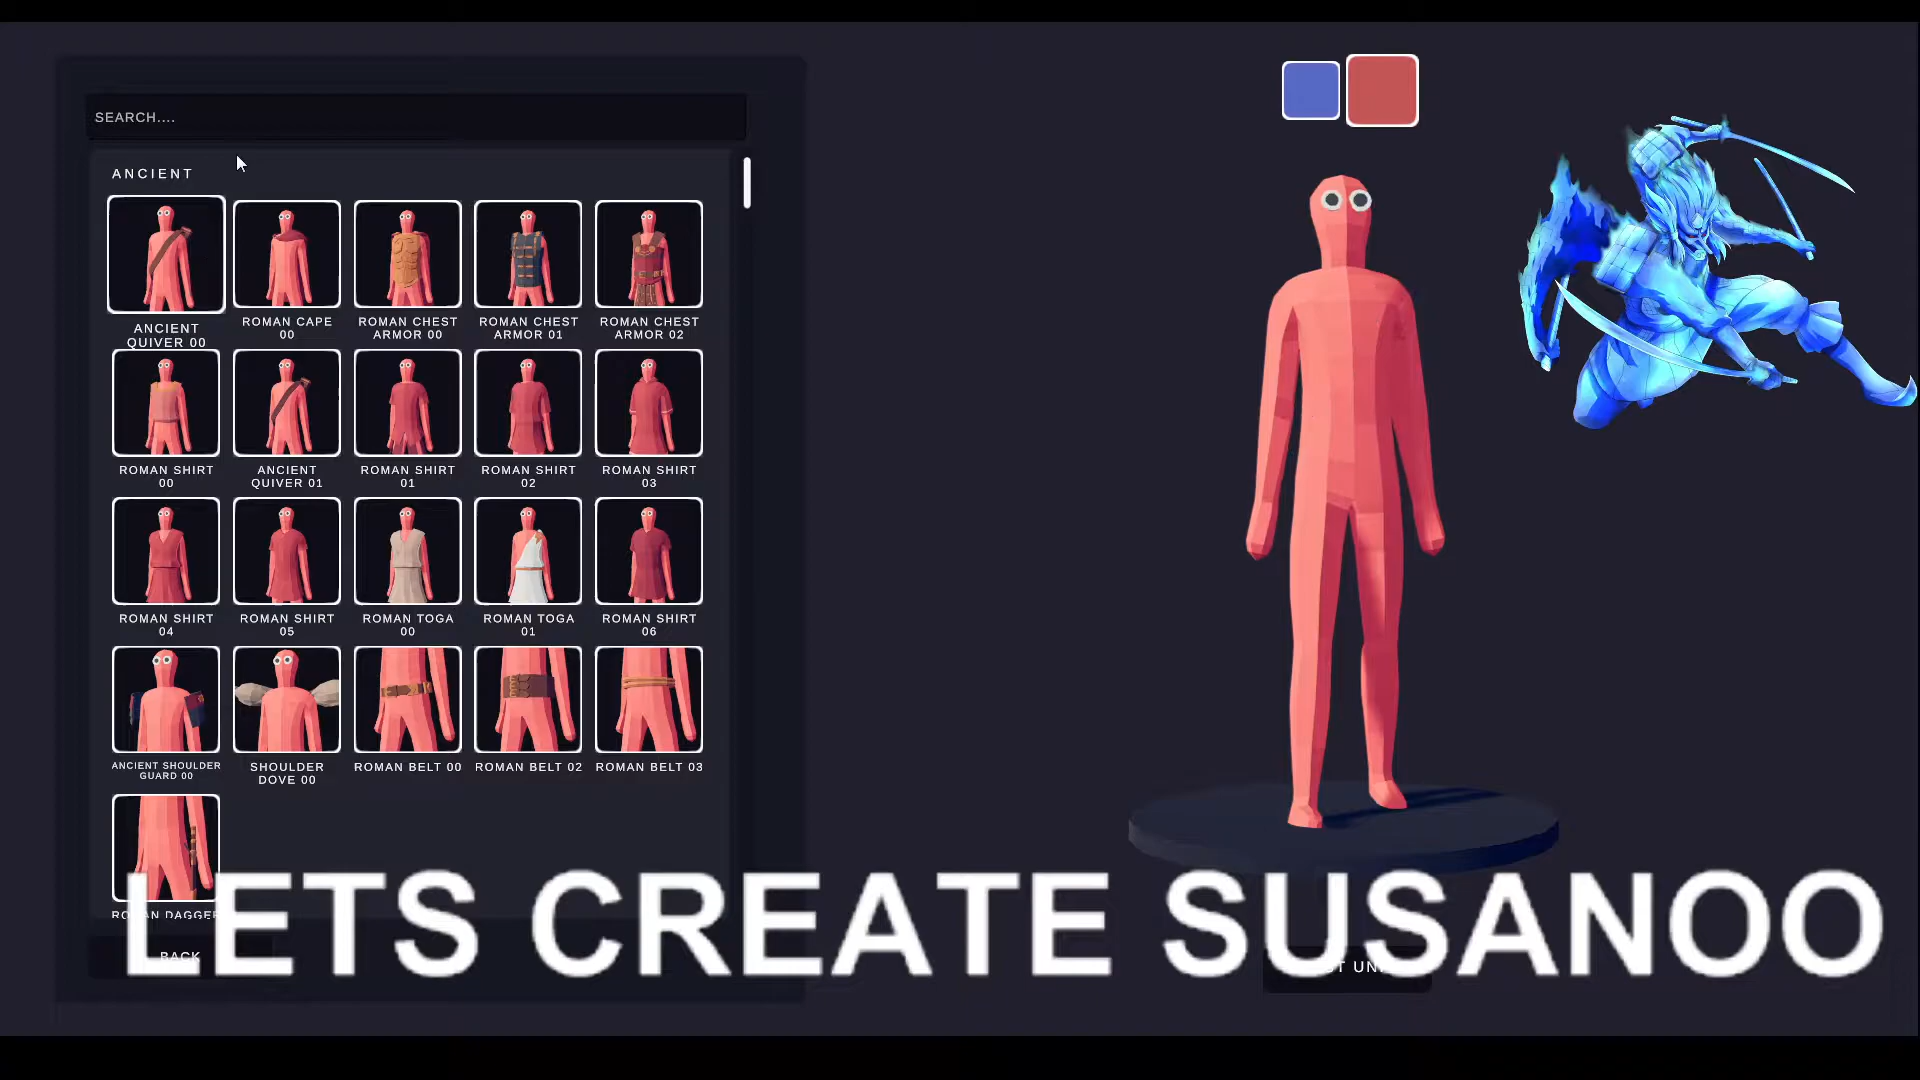 SEARCH....
ANCIENT
ANCIENT
QUIVER 00
ROMAN CAPE
00
ROMAN CHEST
ARMOR 00
ROMAN CHEST
ARMOR 01
ROMAN CHEST
ARMOR 02
ROMAN SHIRT
00
ANCIENT
QUIVER 01
ROMAN SHIRT
01
ROMAN SHIRT
02
ROMAN SHIRT
03
ROMAN SHIRT
04
ROMAN SHIRT
05
ROMAN TOGA
00
ROMAN TOGA
01
ROMAN SHIRT
06
ANCIENT SHOULDER
GUARD 00
SHOULDER
DOVE 00
ROMAN BELT 00
ROMAN BELT 02
ROMAN BELT 03
LETS CREATE SUSANOO
BACK